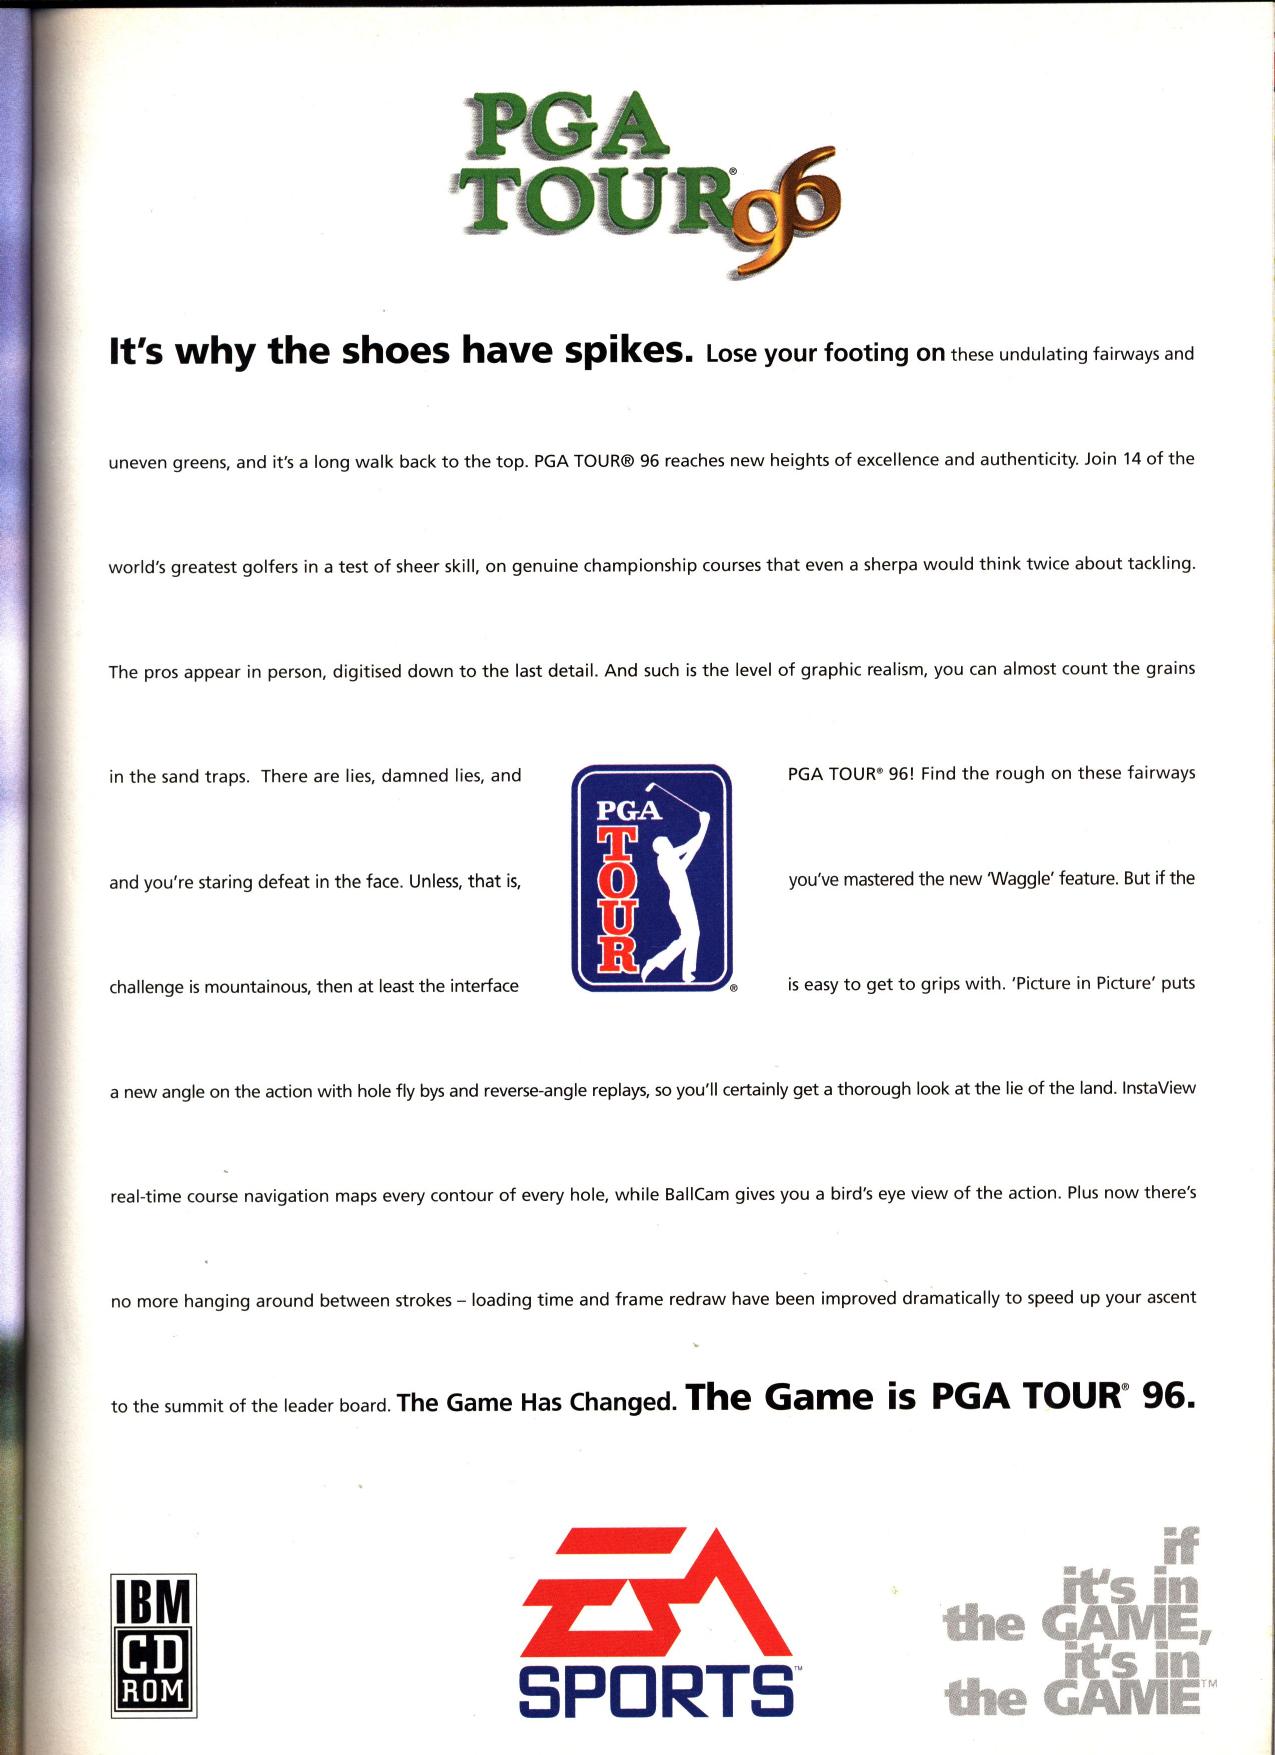 PGA
TOUR® 96
It's why the shoes have spikes. Lose your footing on these undulating fairways and
uneven greens, and it's a long walk back to the top. PGA TOUR® 96 reaches new heights of excellence and authenticity. Join 14 of the
world's greatest golfers in a test of sheer skill, on genuine championship courses that even a sherpa would think twice about tackling.
The pros appear in person, digitised down to the last detail. And such is the level of graphic realism, you can almost count the grains
in the sand traps. There are lies, damned lies, and PGA TOUR® 96! Find the rough on these fairways
and you're staring defeat in the face. Unless, that is, you've mastered the new 'Waggle' feature. But if the
challenge is mountainous, then at least the interface is easy to get to grips with. 'Picture in Picture' puts
PGA
TOUR
®
a new angle on the action with hole fly bys and reverse-angle replays, so you'll certainly get a thorough look at the lie of the land. InstaView
real-time course navigation maps every contour of every hole, while BallCam gives you a bird's eye view of the action. Plus now there's
no more hanging around between strokes – loading time and frame redraw have been improved dramatically to speed up your ascent
to the summit of the leader board. The Game Has Changed. The Game is PGA TOUR® 96.
IBM
CD
ROM
EA
SPORTS™
if
it's in
the GAME,
it's in
the GAME™